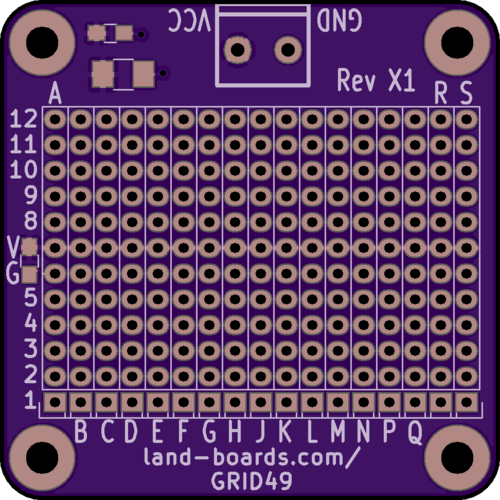 VCC GND
Rev X1
A R S
12
11
10
9
8
V
G
5
4
3
2
1
B C D E F G H J K L M N P Q
land-boards.com/
GRID49